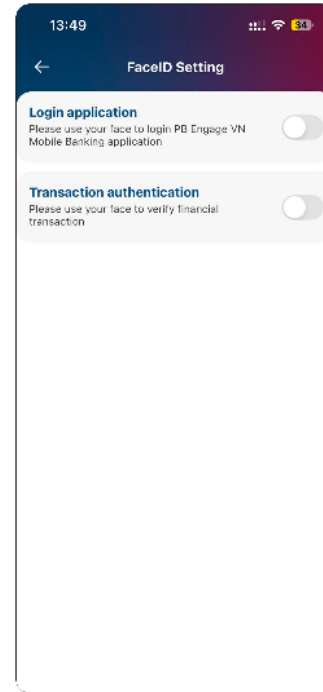 13:49
34
FaceID Setting
Login application
Please use your face to login PB Engage VN
Mobile Banking application
Transaction authentication
Please use your face to verify financial
transaction